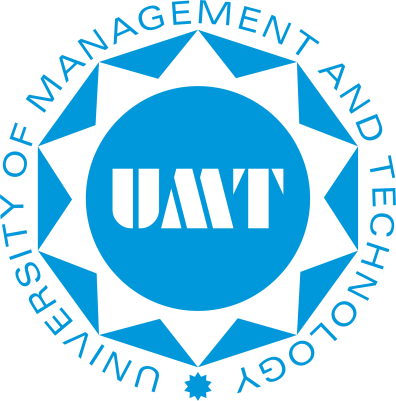 UNIVERSITY OF MANAGEMENT AND TECHNOLOGY
UMT